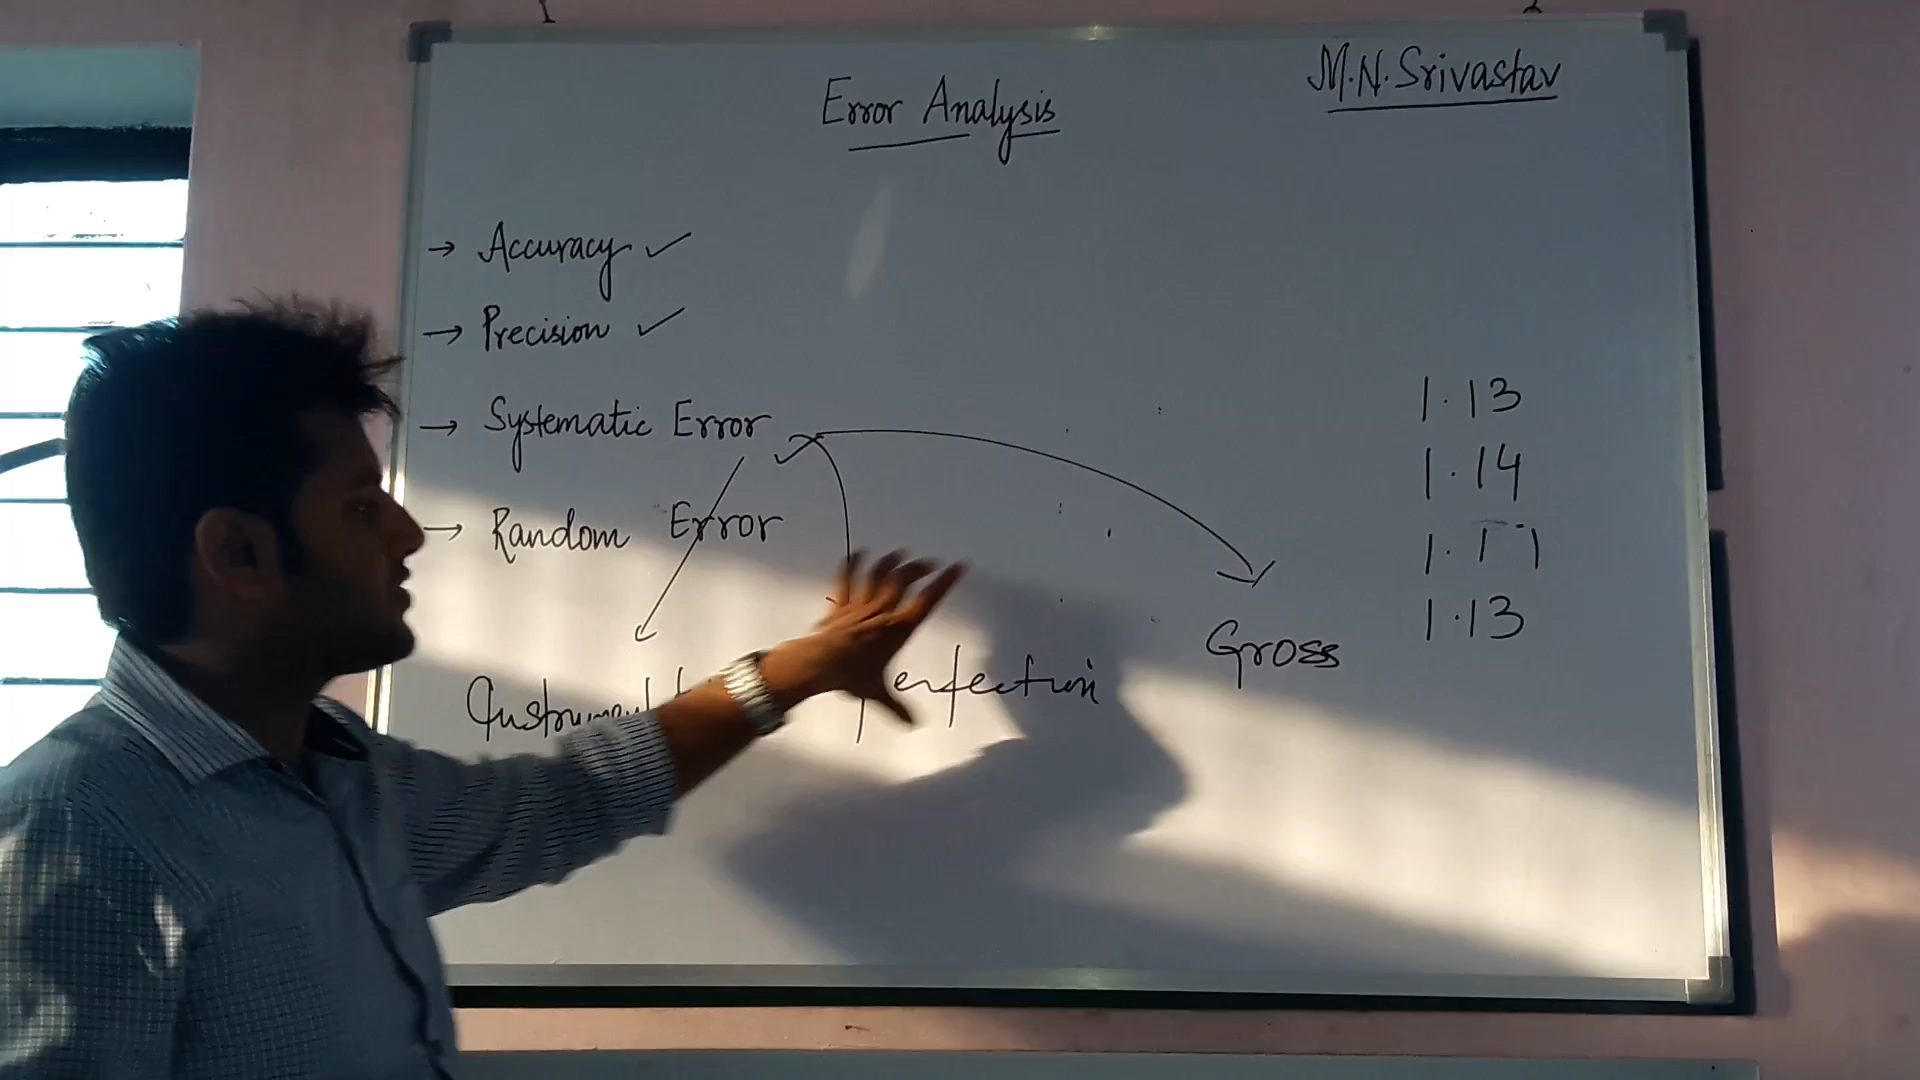 M.N. Srivastav
Error Analysis
→ Accuracy ✓
→ Precision ✓
→ Systematic Error ✓
→ Random Error
Gross
1.13
1.14
1.13